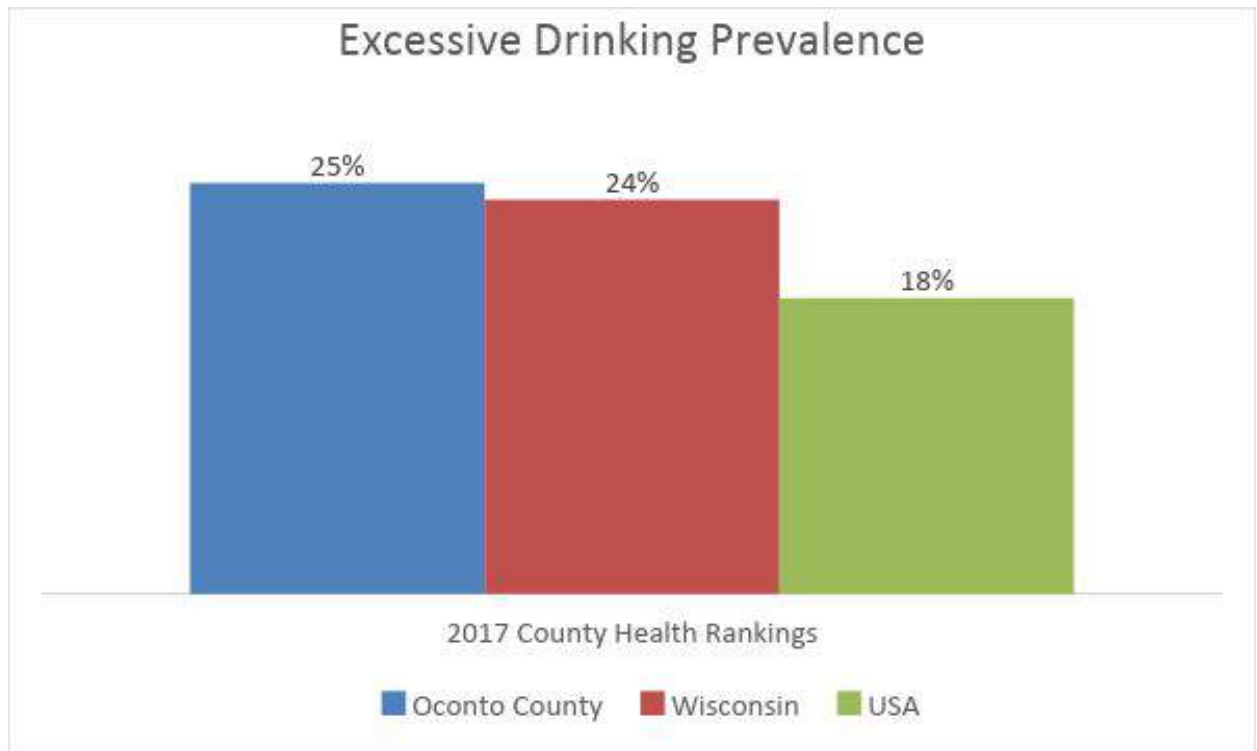 Excessive Drinking Prevalence
25%
24%
18%
2017 County Health Rankings
Oconto County Wisconsin USA